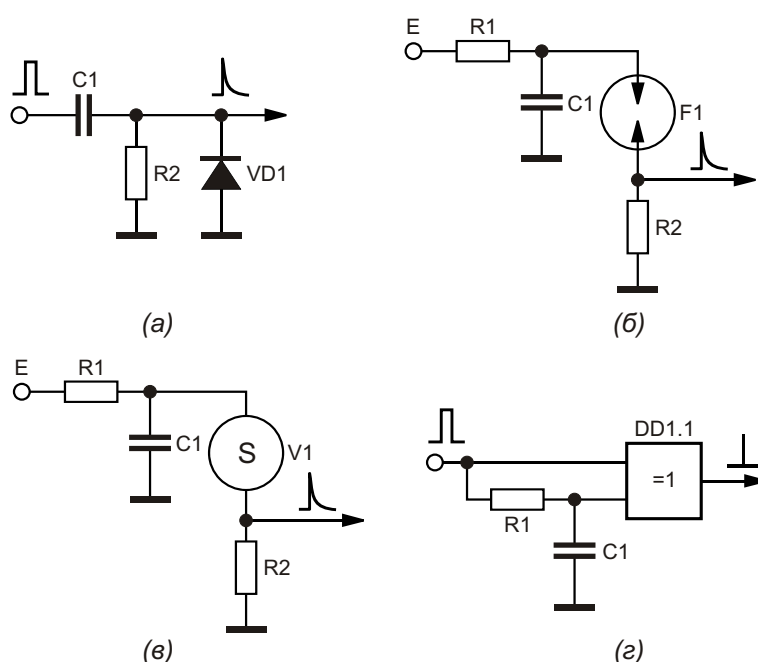 C1
R2
VD1
(а)
E
R1
C1
F1
R2
(б)
E
R1
C1
S
V1
R2
(в)
DD1.1
=1
R1
C1
(г)